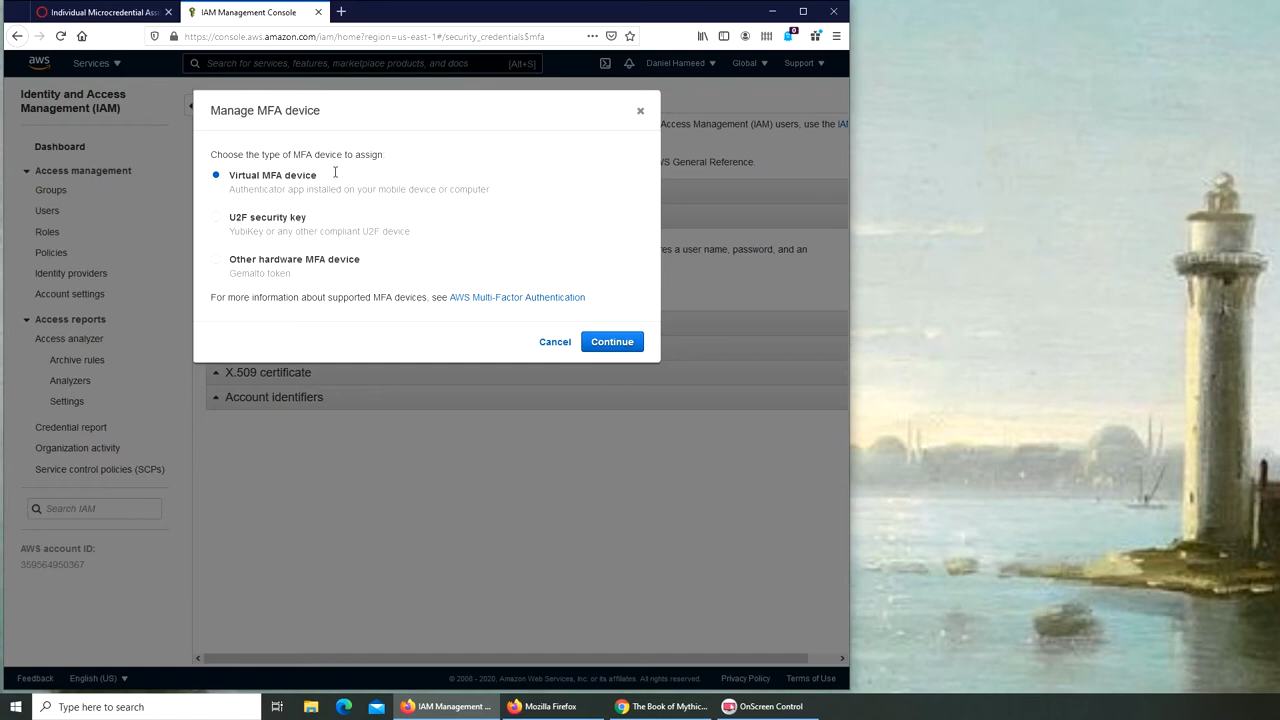 Individual Microcredential Ass
IAM Management Console
https://console.aws.amazon.com/iam/home?region=us-east-1#/security_credentials$mfa
aws
Services
Search for services, features, marketplace products, and docs
[Alt+S]
Daniel Hameed
Global
Support
Identity and Access
Management (IAM)
Dashboard
Access management
Groups
Users
Roles
Policies
Identity providers
Account settings
Access reports
Access analyzer
Archive rules
Analyzers
Settings
Credential report
Organization activity
Service control policies (SCPs)
Search IAM
AWS account ID:
359564950367
Manage MFA device
Choose the type of MFA device to assign:
Virtual MFA device
Authenticator app installed on your mobile device or computer
U2F security key
YubiKey or any other compliant U2F device
Other hardware MFA device
Gemalto token
For more information about supported MFA devices, see AWS Multi-Factor Authentication
Cancel
Continue
Access Management (IAM) users, use the IAM
AWS General Reference.
res a user name, password, and an
X.509 certificate
Account identifiers
Feedback
English (US)
© 2008 - 2020, Amazon Web Services, Inc. or its affiliates. All rights reserved.
Privacy Policy
Terms of Use
Type here to search
IAM Management ...
Mozilla Firefox
The Book of Mythic...
OnScreen Control